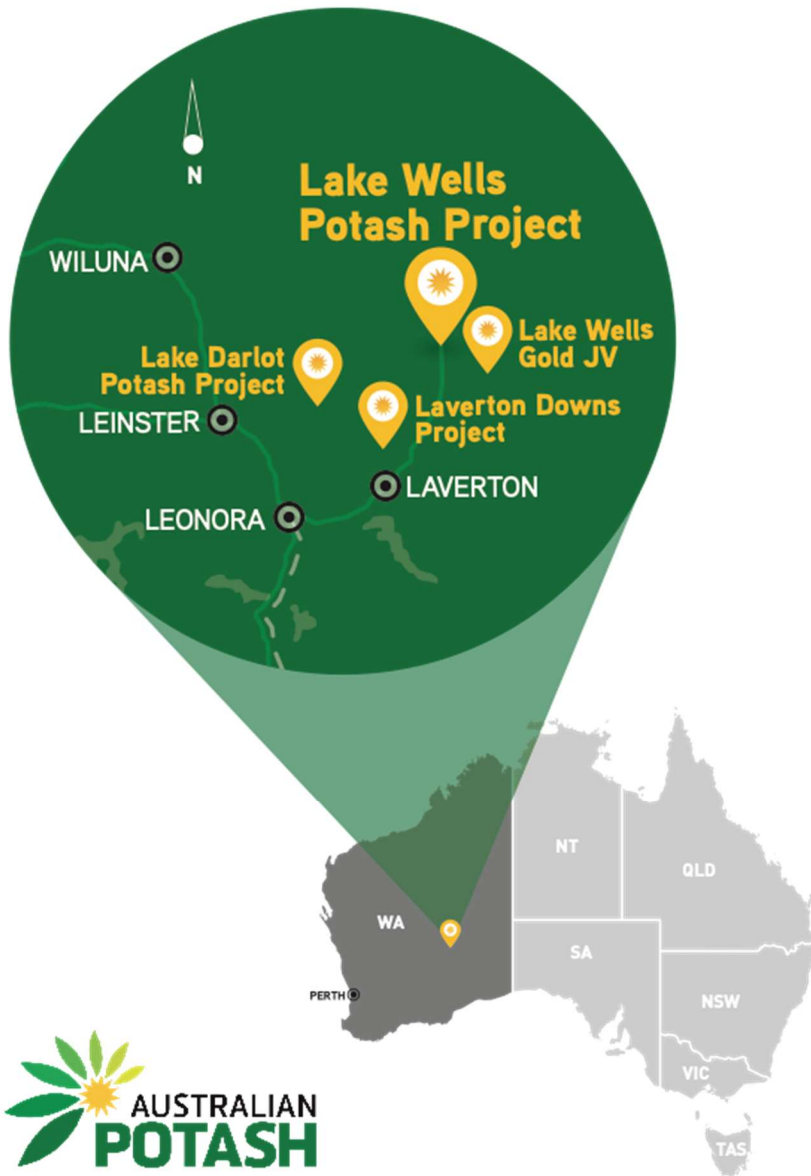 N
Lake Wells
Potash Project
WILUNA
Lake Wells
Gold JV
Lake Darlot
Potash Project
Laverton Downs
Project
LEINSTER
LAVERTON
LEONORA
NT
QLD
WA
SA
PERTH
NSW
VIC
TAS
AUSTRALIAN
POTASH